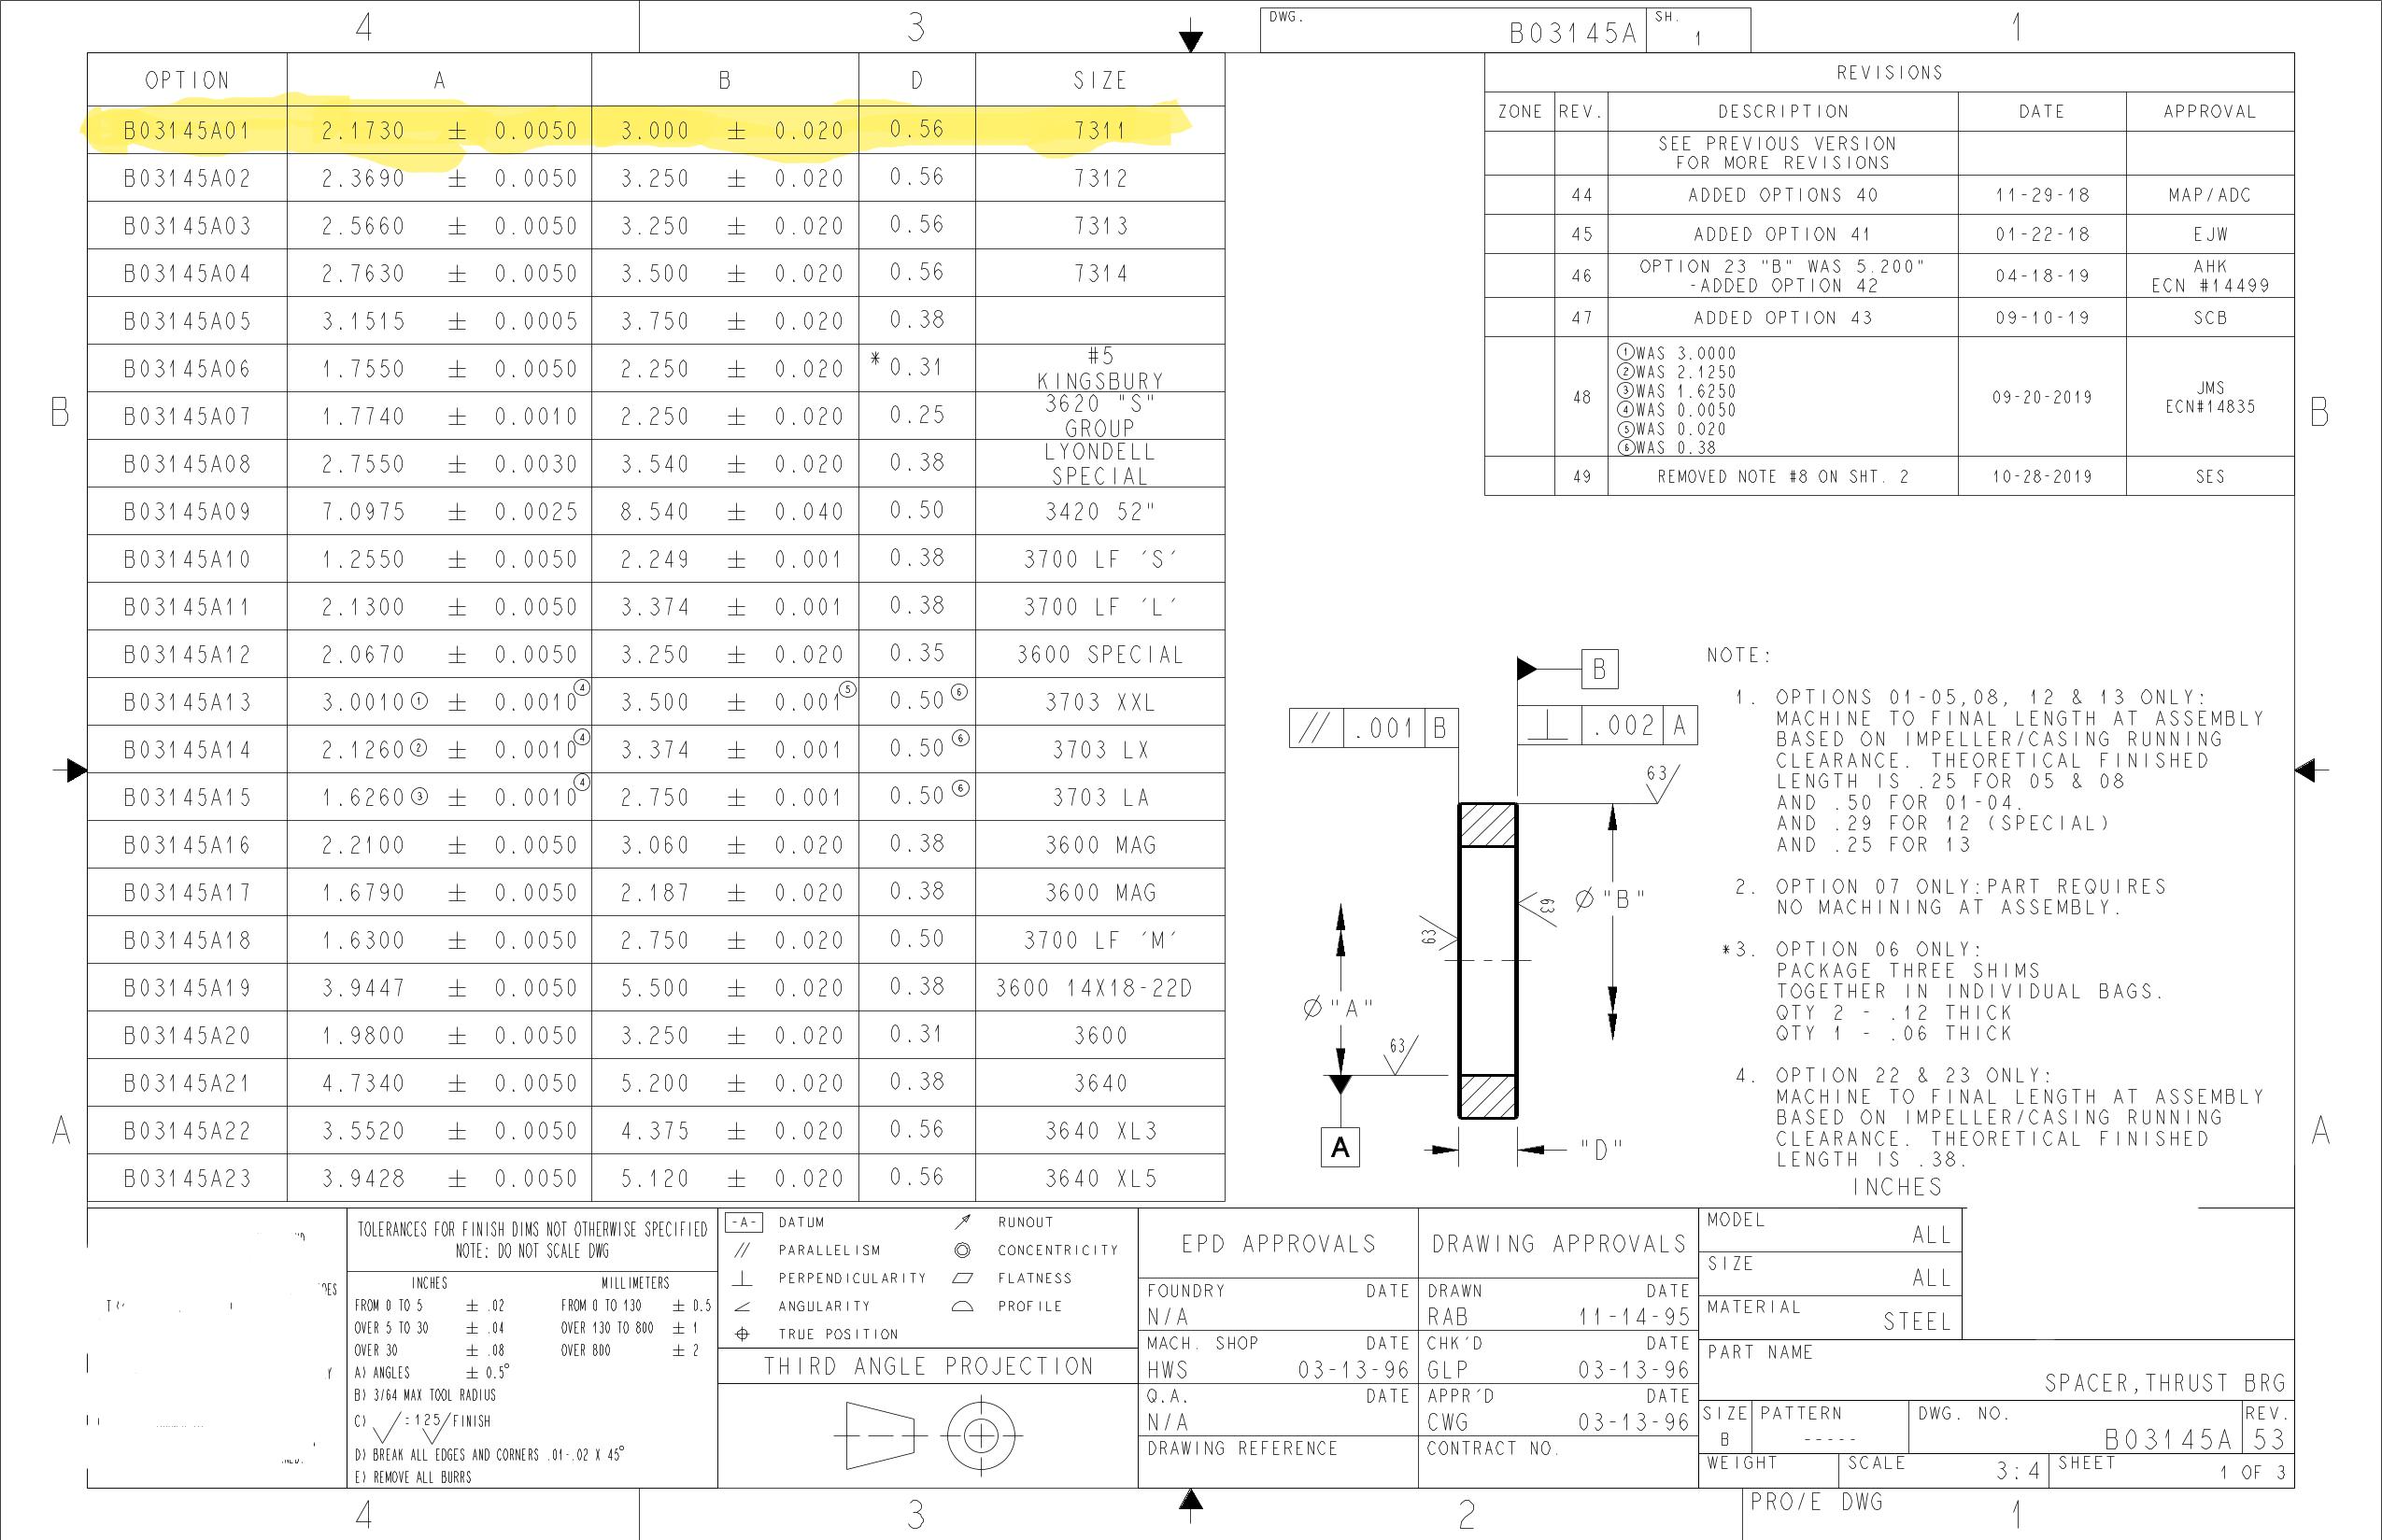 4
3
DWG.
B03145A
SH.
1
1
OPTION A B D SIZE
B03145A01 2.1730 ± 0.0050 3.000 ± 0.020 0.56 7311
B03145A02 2.3690 ± 0.0050 3.250 ± 0.020 0.56 7312
B03145A03 2.5660 ± 0.0050 3.250 ± 0.020 0.56 7313
B03145A04 2.7630 ± 0.0050 3.500 ± 0.020 0.56 7314
B03145A05 3.1515 ± 0.0005 3.750 ± 0.020 0.38
B03145A06 1.7550 ± 0.0050 2.250 ± 0.020 * 0.31 #5
KINGSBURY
B03145A07 1.7740 ± 0.0010 2.250 ± 0.020 0.25 3620 "S"
GROUP
B03145A08 2.7550 ± 0.0030 3.540 ± 0.020 0.38 LYONDELL
SPECIAL
B03145A09 7.0975 ± 0.0025 8.540 ± 0.040 0.50 3420 52"
B03145A10 1.2550 ± 0.0050 2.249 ± 0.001 0.38 3700 LF 'S'
B03145A11 2.1300 ± 0.0050 3.374 ± 0.001 0.38 3700 LF 'L'
B03145A12 2.0670 ± 0.0050 3.250 ± 0.020 0.35 3600 SPECIAL
B03145A13 3.0010 ① ± 0.0010 ④ 3.500 ± 0.001 ⑤ 0.50 ⑥ 3703 XXL
B03145A14 2.1260 ② ± 0.0010 ④ 3.374 ± 0.001 0.50 ⑥ 3703 LX
B03145A15 1.6260 ③ ± 0.0010 ④ 2.750 ± 0.001 0.50 ⑥ 3703 LA
B03145A16 2.2100 ± 0.0050 3.060 ± 0.020 0.38 3600 MAG
B03145A17 1.6790 ± 0.0050 2.187 ± 0.020 0.38 3600 MAG
B03145A18 1.6300 ± 0.0050 2.750 ± 0.020 0.50 3700 LF 'M'
B03145A19 3.9447 ± 0.0050 5.500 ± 0.020 0.38 3600 14X18-22D
B03145A20 1.9800 ± 0.0050 3.250 ± 0.020 0.31 3600
B03145A21 4.7340 ± 0.0050 5.200 ± 0.020 0.38 3640
B03145A22 3.5520 ± 0.0050 4.375 ± 0.020 0.56 3640 XL3
B03145A23 3.9428 ± 0.0050 5.120 ± 0.020 0.56 3640 XL5
REVISIONS
ZONE REV. DESCRIPTION DATE APPROVAL
SEE PREVIOUS VERSION
FOR MORE REVISIONS
44 ADDED OPTIONS 40 11-29-18 MAP/ADC
45 ADDED OPTION 41 01-22-18 EJW
46 OPTION 23 "B" WAS 5.200"
-ADDED OPTION 42 04-18-19 AHK
ECN #14499
47 ADDED OPTION 43 09-10-19 SCB
48 ①WAS 3.0000
②WAS 2.1250
③WAS 1.6250
④WAS 0.0050
⑤WAS 0.020
⑥WAS 0.38
09-20-2019 JMS
ECN#14835
49 REMOVED NOTE #8 ON SHT. 2 10-28-2019 SES
B
B
A
A
B
// .001 B
⊥ .002 A
63
63
63
63
Ø "B"
Ø "A"
A
"D"
NOTE:
1. OPTIONS 01-05,08, 12 & 13 ONLY:
MACHINE TO FINAL LENGTH AT ASSEMBLY
BASED ON IMPELLER/CASING RUNNING
CLEARANCE. THEORETICAL FINISHED
LENGTH IS .25 FOR 05 & 08
AND .50 FOR 01-04.
AND .29 FOR 12 (SPECIAL)
AND .25 FOR 13
2. OPTION 07 ONLY:PART REQUIRES
NO MACHINING AT ASSEMBLY.
*3. OPTION 06 ONLY:
PACKAGE THREE SHIMS
TOGETHER IN INDIVIDUAL BAGS.
QTY 2 - .12 THICK
QTY 1 - .06 THICK
4. OPTION 22 & 23 ONLY:
MACHINE TO FINAL LENGTH AT ASSEMBLY
BASED ON IMPELLER/CASING RUNNING
CLEARANCE. THEORETICAL FINISHED
LENGTH IS .38.
INCHES
TOLERANCES FOR FINISH DIMS NOT OTHERWISE SPECIFIED
NOTE: DO NOT SCALE DWG
INCHES MILLIMETERS
FROM 0 TO 5 ± .02 FROM 0 TO 130 ± 0.5
OVER 5 TO 30 ± .04 OVER 130 TO 800 ± 1
OVER 30 ± .08 OVER 800 ± 2
A) ANGLES ± 0.5°
B) 3/64 MAX TOOL RADIUS
C) √ = 125/ FINISH
D) BREAK ALL EDGES AND CORNERS .01-.02 X 45°
E) REMOVE ALL BURRS
-A- DATUM RUNOUT
// PARALLELISM CONCENTRICITY
⊥ PERPENDICULARITY FLATNESS
ANGULARITY PROFILE
TRUE POSITION
THIRD ANGLE PROJECTION
EPD APPROVALS
FOUNDRY DATE
N/A
MACH. SHOP DATE
HWS 03-13-96
Q.A. DATE
N/A
DRAWING REFERENCE
DRAWING APPROVALS
DRAWN DATE
RAB 11-14-95
CHK'D DATE
GLP 03-13-96
APPR'D DATE
CWG 03-13-96
CONTRACT NO.
MODEL
ALL
SIZE
ALL
MATERIAL
STEEL
PART NAME
SPACER,THRUST BRG
SIZE PATTERN DWG. NO. REV.
B ----- B03145A 53
WEIGHT SCALE 3:4 SHEET 1 OF 3
4
3
2
PRO/E DWG
1